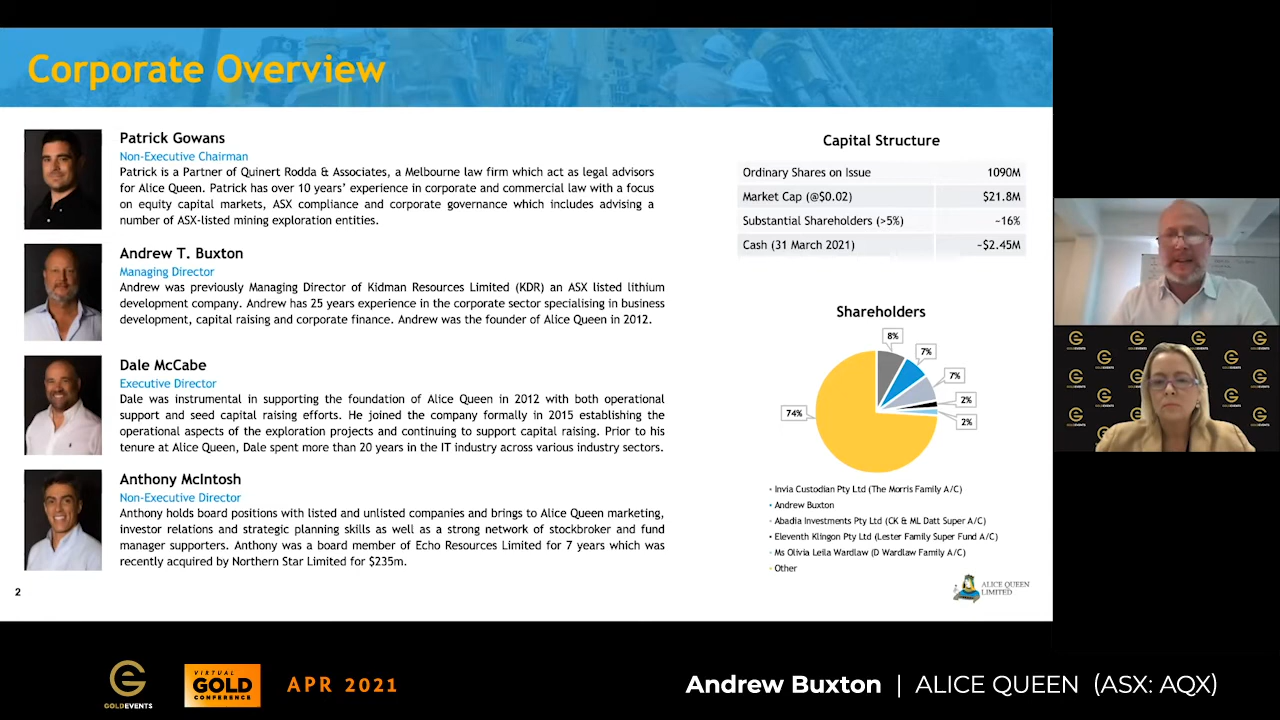 Corporate Overview
Patrick Gowans
Non-Executive Chairman
Patrick is a Partner of Quinert Rodda & Associates, a Melbourne law firm which act as legal advisors
for Alice Queen. Patrick has over 10 years' experience in corporate and commercial law with a focus
on equity capital markets, ASX compliance and corporate governance which includes advising a
number of ASX-listed mining exploration entities.
Andrew T. Buxton
Managing Director
Andrew was previously Managing Director of Kidman Resources Limited (KDR) an ASX listed lithium
development company. Andrew has 25 years experience in the corporate sector specialising in business
development, capital raising and corporate finance. Andrew was the founder of Alice Queen in 2012.
Dale McCabe
Executive Director
Dale was instrumental in supporting the foundation of Alice Queen in 2012 with both operational
support and seed capital raising efforts. He joined the company formally in 2015 establishing the
operational aspects of the exploration projects and continuing to support capital raising. Prior to his
tenure at Alice Queen, Dale spent more than 20 years in the IT industry across various industry sectors.
Anthony McIntosh
Non-Executive Director
Anthony holds board positions with listed and unlisted companies and brings to Alice Queen marketing,
investor relations and strategic planning skills as well as a strong network of stockbroker and fund
manager supporters. Anthony was a board member of Echo Resources Limited for 7 years which was
recently acquired by Northern Star Limited for $235m.
2
Capital Structure
Ordinary Shares on Issue 1090M
Market Cap (@$0.02) $21.8M
Substantial Shareholders (>5%) ~16%
Cash (31 March 2021) ~$2.45M
Shareholders
8%
7%
7%
2%
2%
74%
Invia Custodian Pty Ltd (The Morris Family A/C)
Andrew Buxton
Abadia Investments Pty Ltd (CK & ML Datt Super A/C)
Eleventh Klingon Pty Ltd (Lester Family Super Fund A/C)
Ms Olivia Leila Wardlaw (D Wardlaw Family A/C)
Other
ALICE QUEEN
LIMITED
GOLDEVENTS
VIRTUAL
GOLD
CONFERENCE
APR 2021
Andrew Buxton | ALICE QUEEN (ASX: AQX)